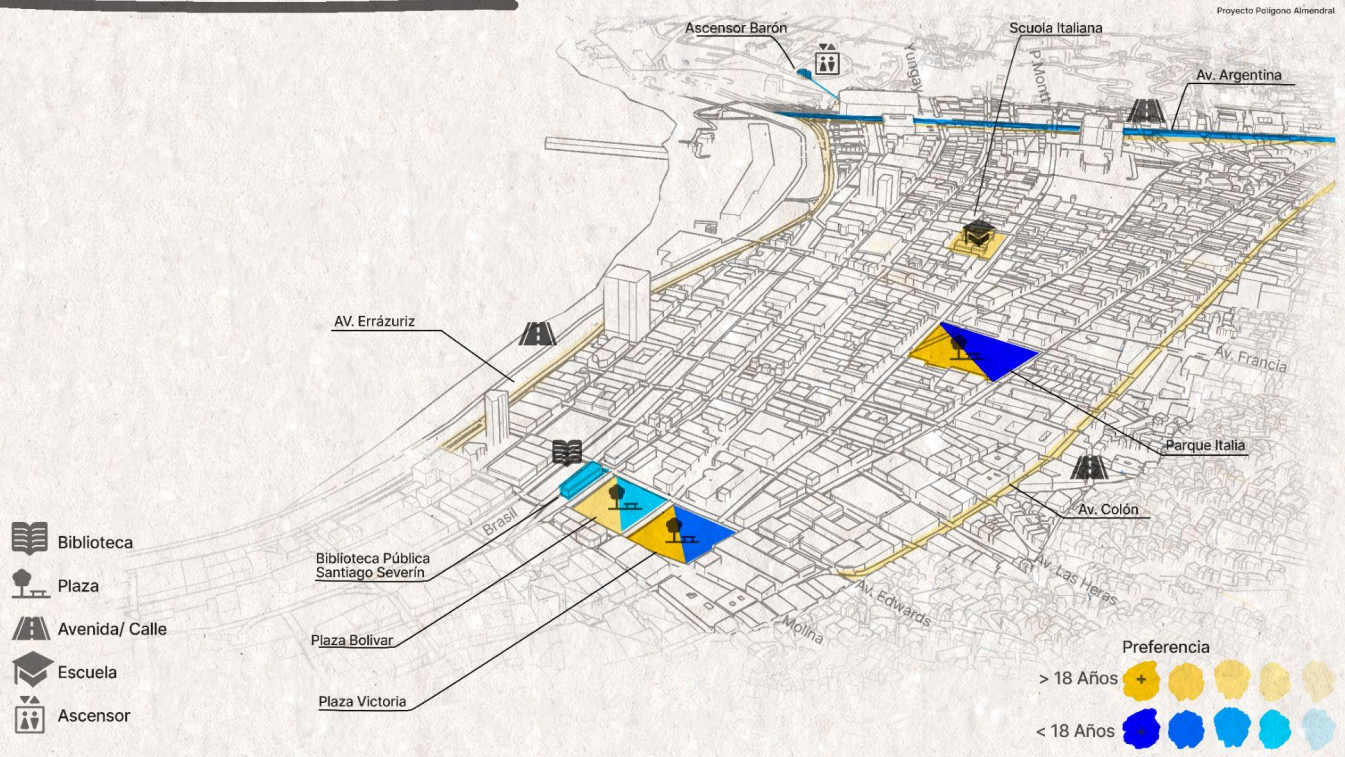 Proyecto Polígono Almendral
Ascensor Barón
Scuola Italiana
Yungay
P.Montt
Av. Argentina
AV. Errázuriz
Av. Francia
Parque Italia
Av. Colón
Brasil
Biblioteca Pública
Santiago Severín
Av. Las Heras
Av. Edwards
Molina
Plaza Bolivar
Plaza Victoria
Biblioteca
Plaza
Avenida/ Calle
Escuela
Ascensor
Preferencia
> 18 Años
+
< 18 Años
+